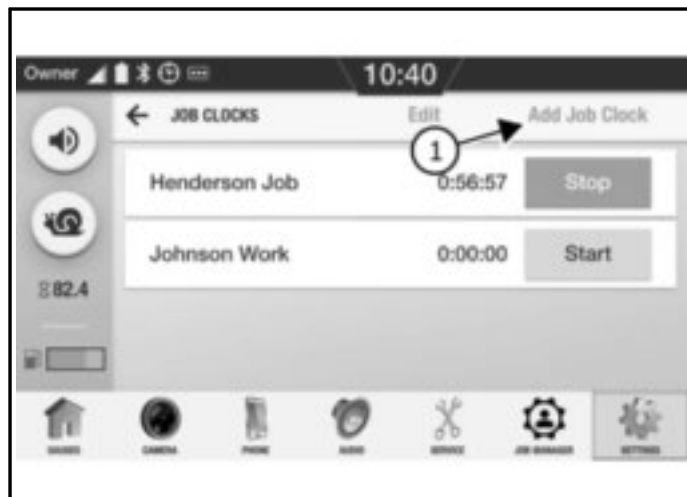 Owner 10:40
JOB CLOCKS Edit Add Job Clock
1
Henderson Job 0:56:57 Stop
Johnson Work 0:00:00 Start
82.4
GAUGES CAMERA PHONE AUDIO SERVICE JOB MANAGER SETTINGS